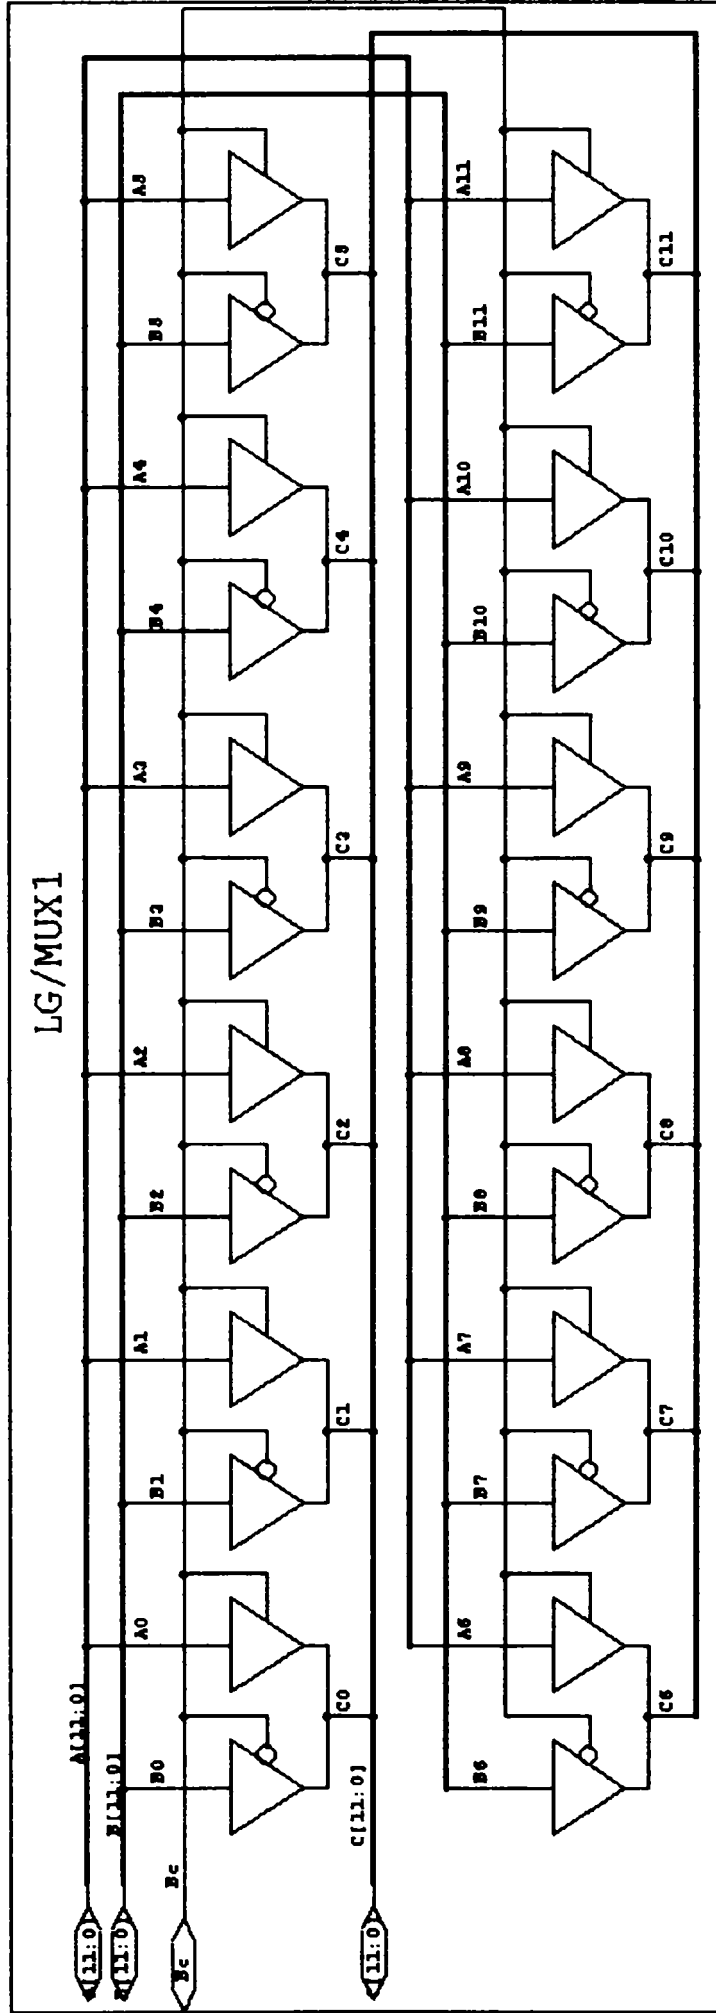 LG/MUX1
A[11:0]
B[11:0]
Bc
C[11:0]
[11:0
[11:0
Bc
[11:0
B0 A0 B1 A1 B2 A2 B3 A3 B4 A4 B5 A5
C0 C1 C2 C3 C4 C5
B6 A6 B7 A7 B8 A8 B9 A9 B10 A10 B11 A11
C6 C7 C8 C9 C10 C11